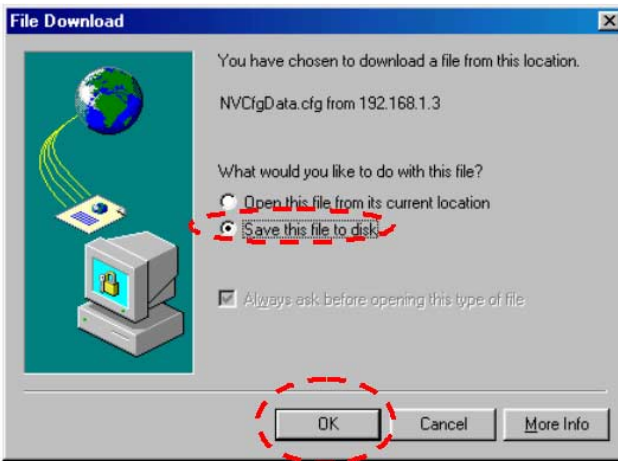 File Download
You have chosen to download a file from this location.
NVCfgData.cfg from 192.168.1.3
What would you like to do with this file?
Open this file from its current location
Save this file to disk
Always ask before opening this type of file
OK
Cancel
More Info